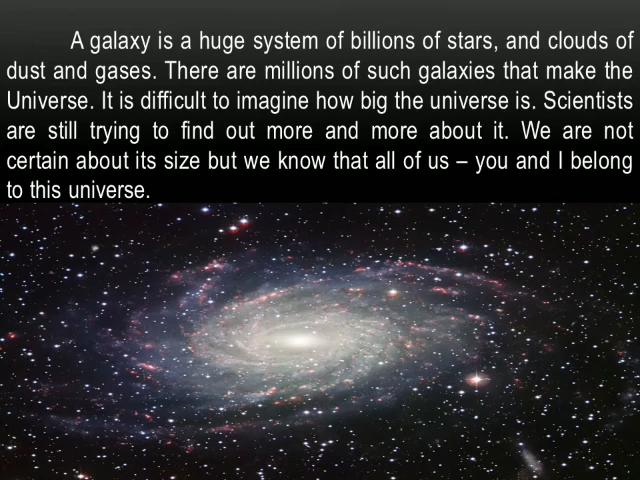 A galaxy is a huge system of billions of stars, and clouds of
dust and gases. There are millions of such galaxies that make the
Universe. It is difficult to imagine how big the universe is. Scientists
are still trying to find out more and more about it. We are not
certain about its size but we know that all of us – you and I belong
to this universe.